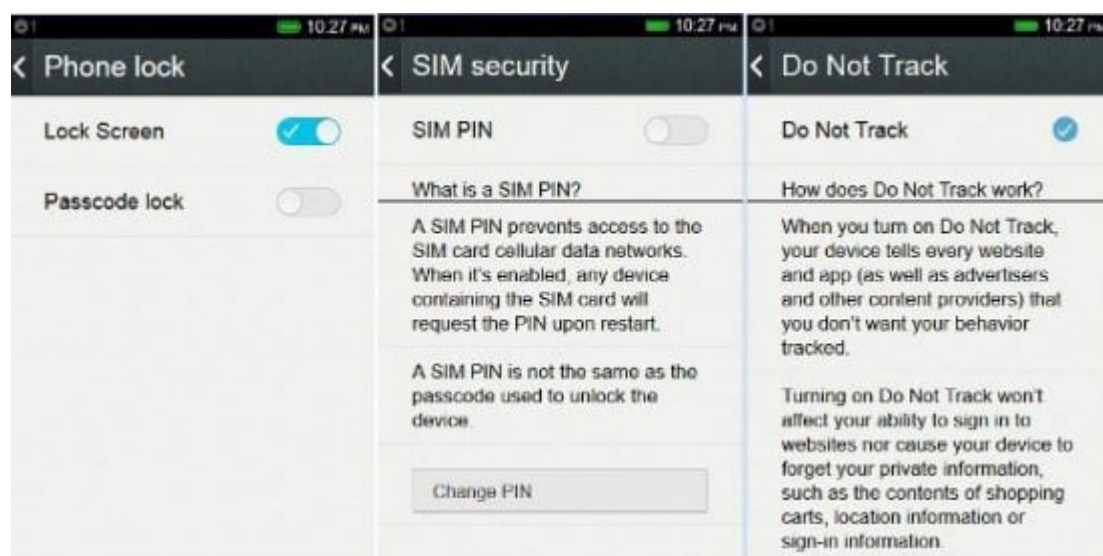 10:27 PM
Phone lock
Lock Screen
Passcode lock
10:27 PM
SIM security
SIM PIN
What is a SIM PIN?
A SIM PIN prevents access to the
SIM card cellular data networks.
When it's enabled, any device
containing the SIM card will
request the PIN upon restart.
A SIM PIN is not the same as the
passcode used to unlock the
device.
Change PIN
10:27 PM
Do Not Track
Do Not Track
How does Do Not Track work?
When you turn on Do Not Track,
your device tells every website
and app (as well as advertisers
and other content providers) that
you don't want your behavior
tracked.
Turning on Do Not Track won't
affect your ability to sign in to
websites nor cause your device to
forget your private information,
such as the contents of shopping
carts, location information or
sign-in information.